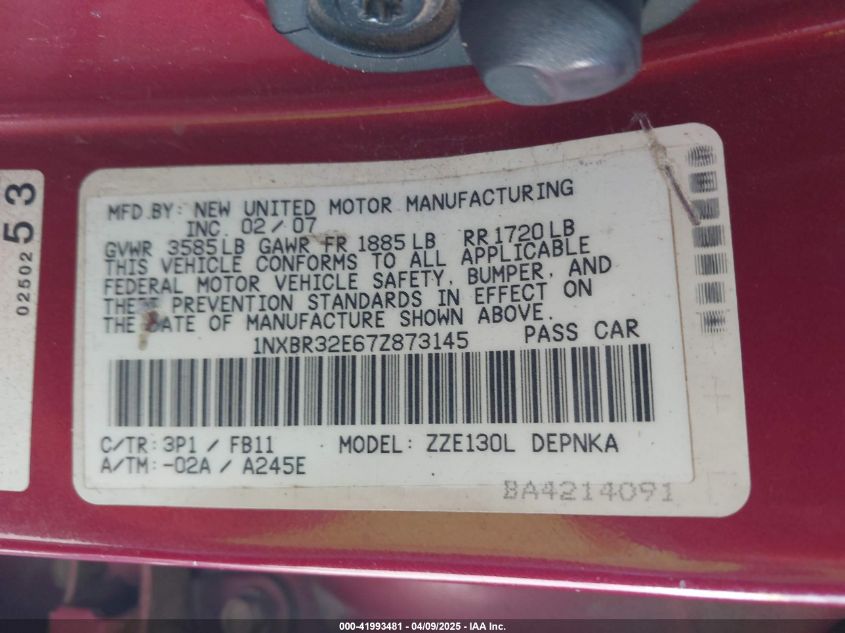 53
02502
MFD.BY: NEW UNITED MOTOR MANUFACTURING
INC. 02/07
GVWR 3585LB GAWR FR 1885LB RR1720LB
THIS VEHICLE CONFORMS TO ALL APPLICABLE
FEDERAL MOTOR VEHICLE SAFETY, BUMPER, AND
THEFT PREVENTION STANDARDS IN EFFECT ON
THE DATE OF MANUFACTURE SHOWN ABOVE.
1NXBR32E67Z873145 PASS CAR
C/TR: 3P1 / FB11 MODEL: ZZE130L DEPNKA
A/TM: -02A / A245E
BA4214091
000-41993481 | 04/09/2025 - IAA Inc.